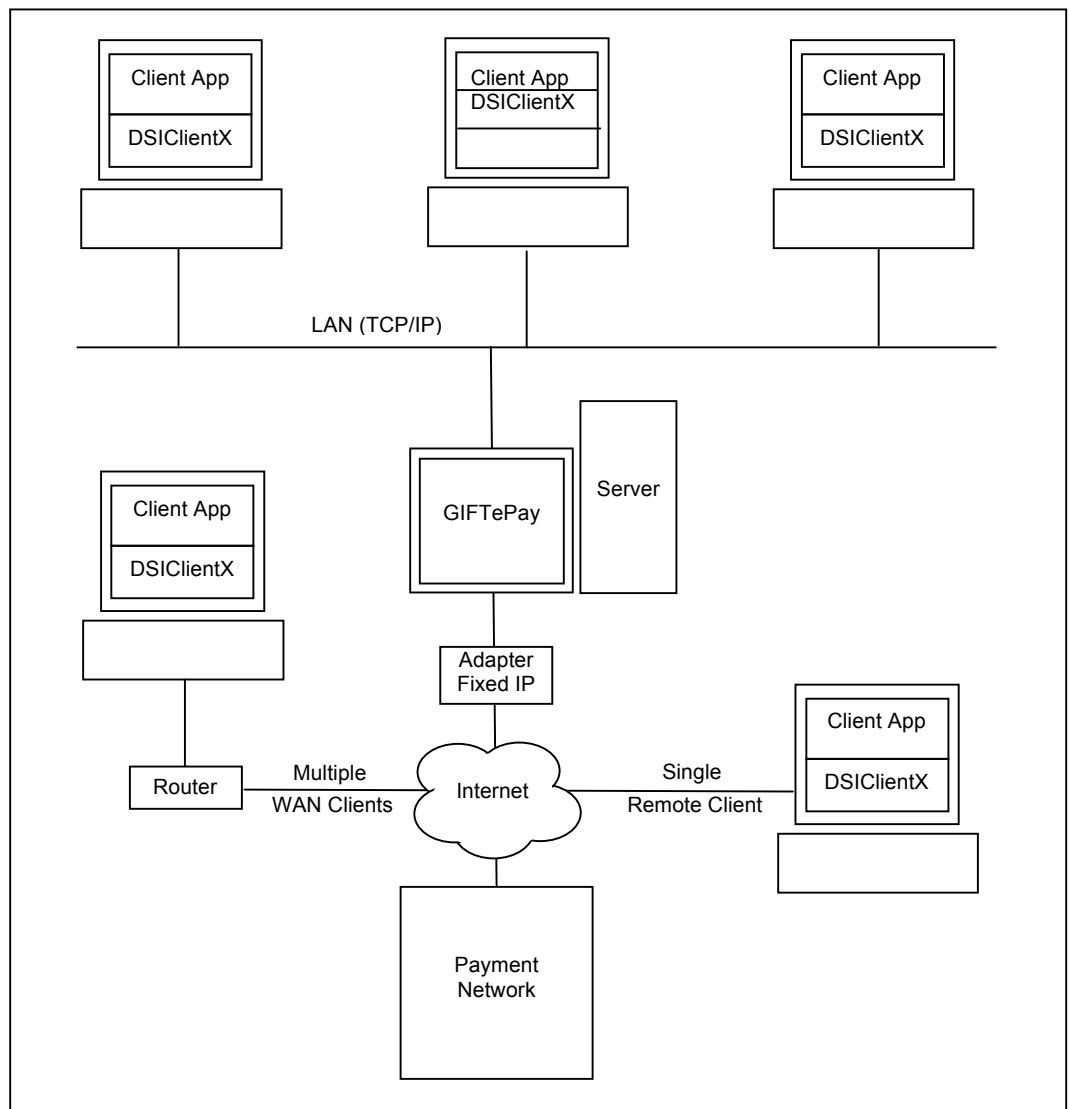 Client App
DSIClientX
Client App
DSIClientX
Client App
DSIClientX
LAN (TCP/IP)
GIFTePay
Server
Client App
DSIClientX
Adapter
Fixed IP
Router
Multiple
WAN Clients
Internet
Single
Remote Client
Client App
DSIClientX
Payment
Network